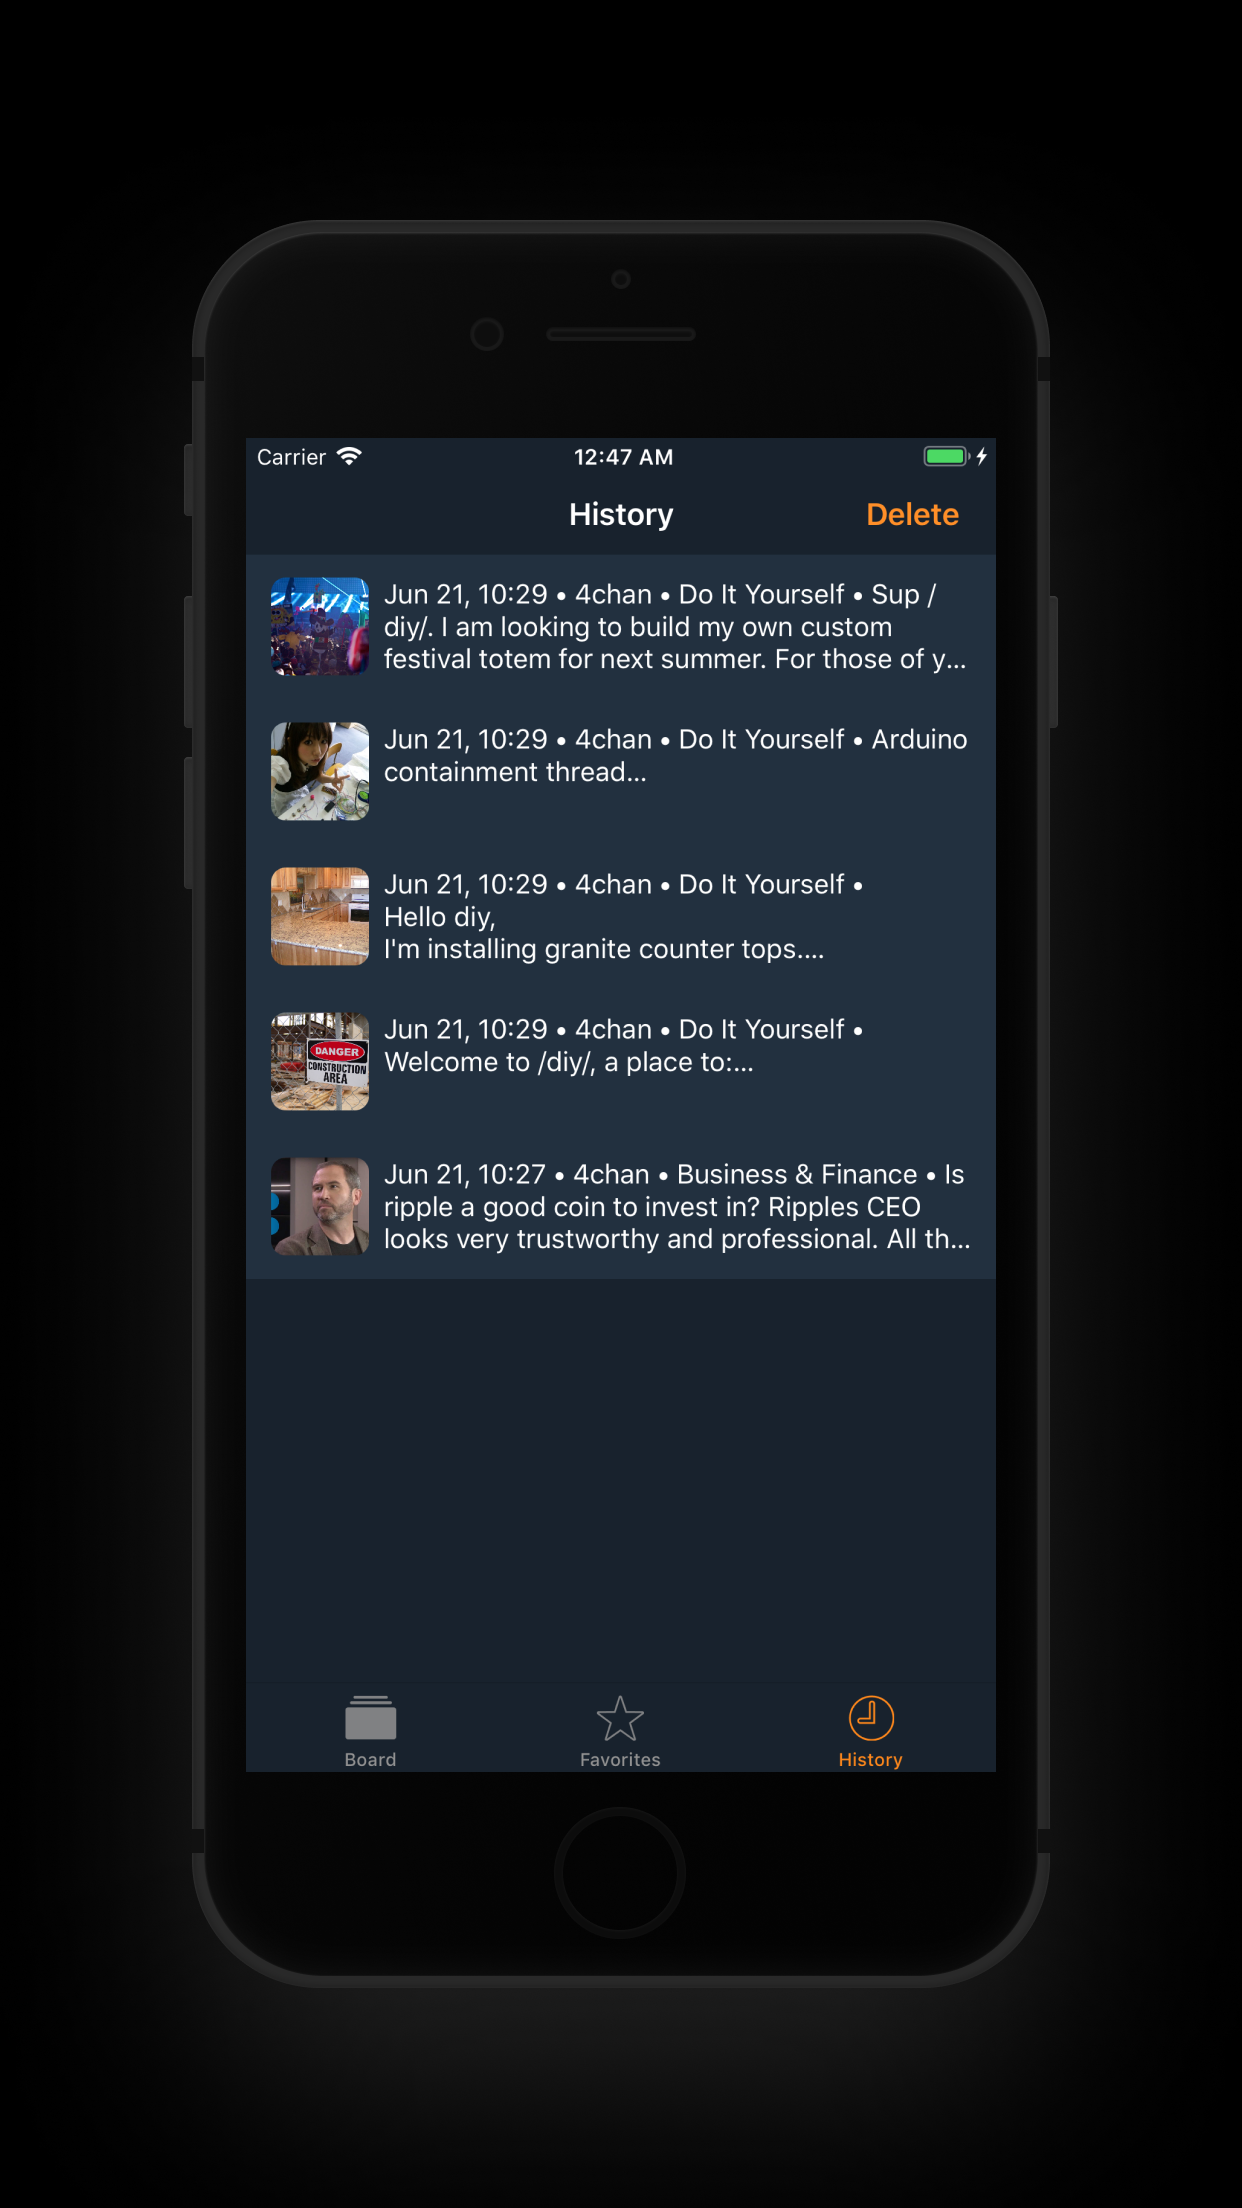 Carrier 12:47 AM
History Delete
Jun 21, 10:29 • 4chan • Do It Yourself • Sup /
diy/. I am looking to build my own custom
festival totem for next summer. For those of y...
Jun 21, 10:29 • 4chan • Do It Yourself • Arduino
containment thread...
Jun 21, 10:29 • 4chan • Do It Yourself •
Hello diy,
I'm installing granite counter tops....
DANGER
CONSTRUCTION
AREA
Jun 21, 10:29 • 4chan • Do It Yourself •
Welcome to /diy/, a place to:...
Jun 21, 10:27 • 4chan • Business & Finance • Is
ripple a good coin to invest in? Ripples CEO
looks very trustworthy and professional. All th...
Board Favorites History